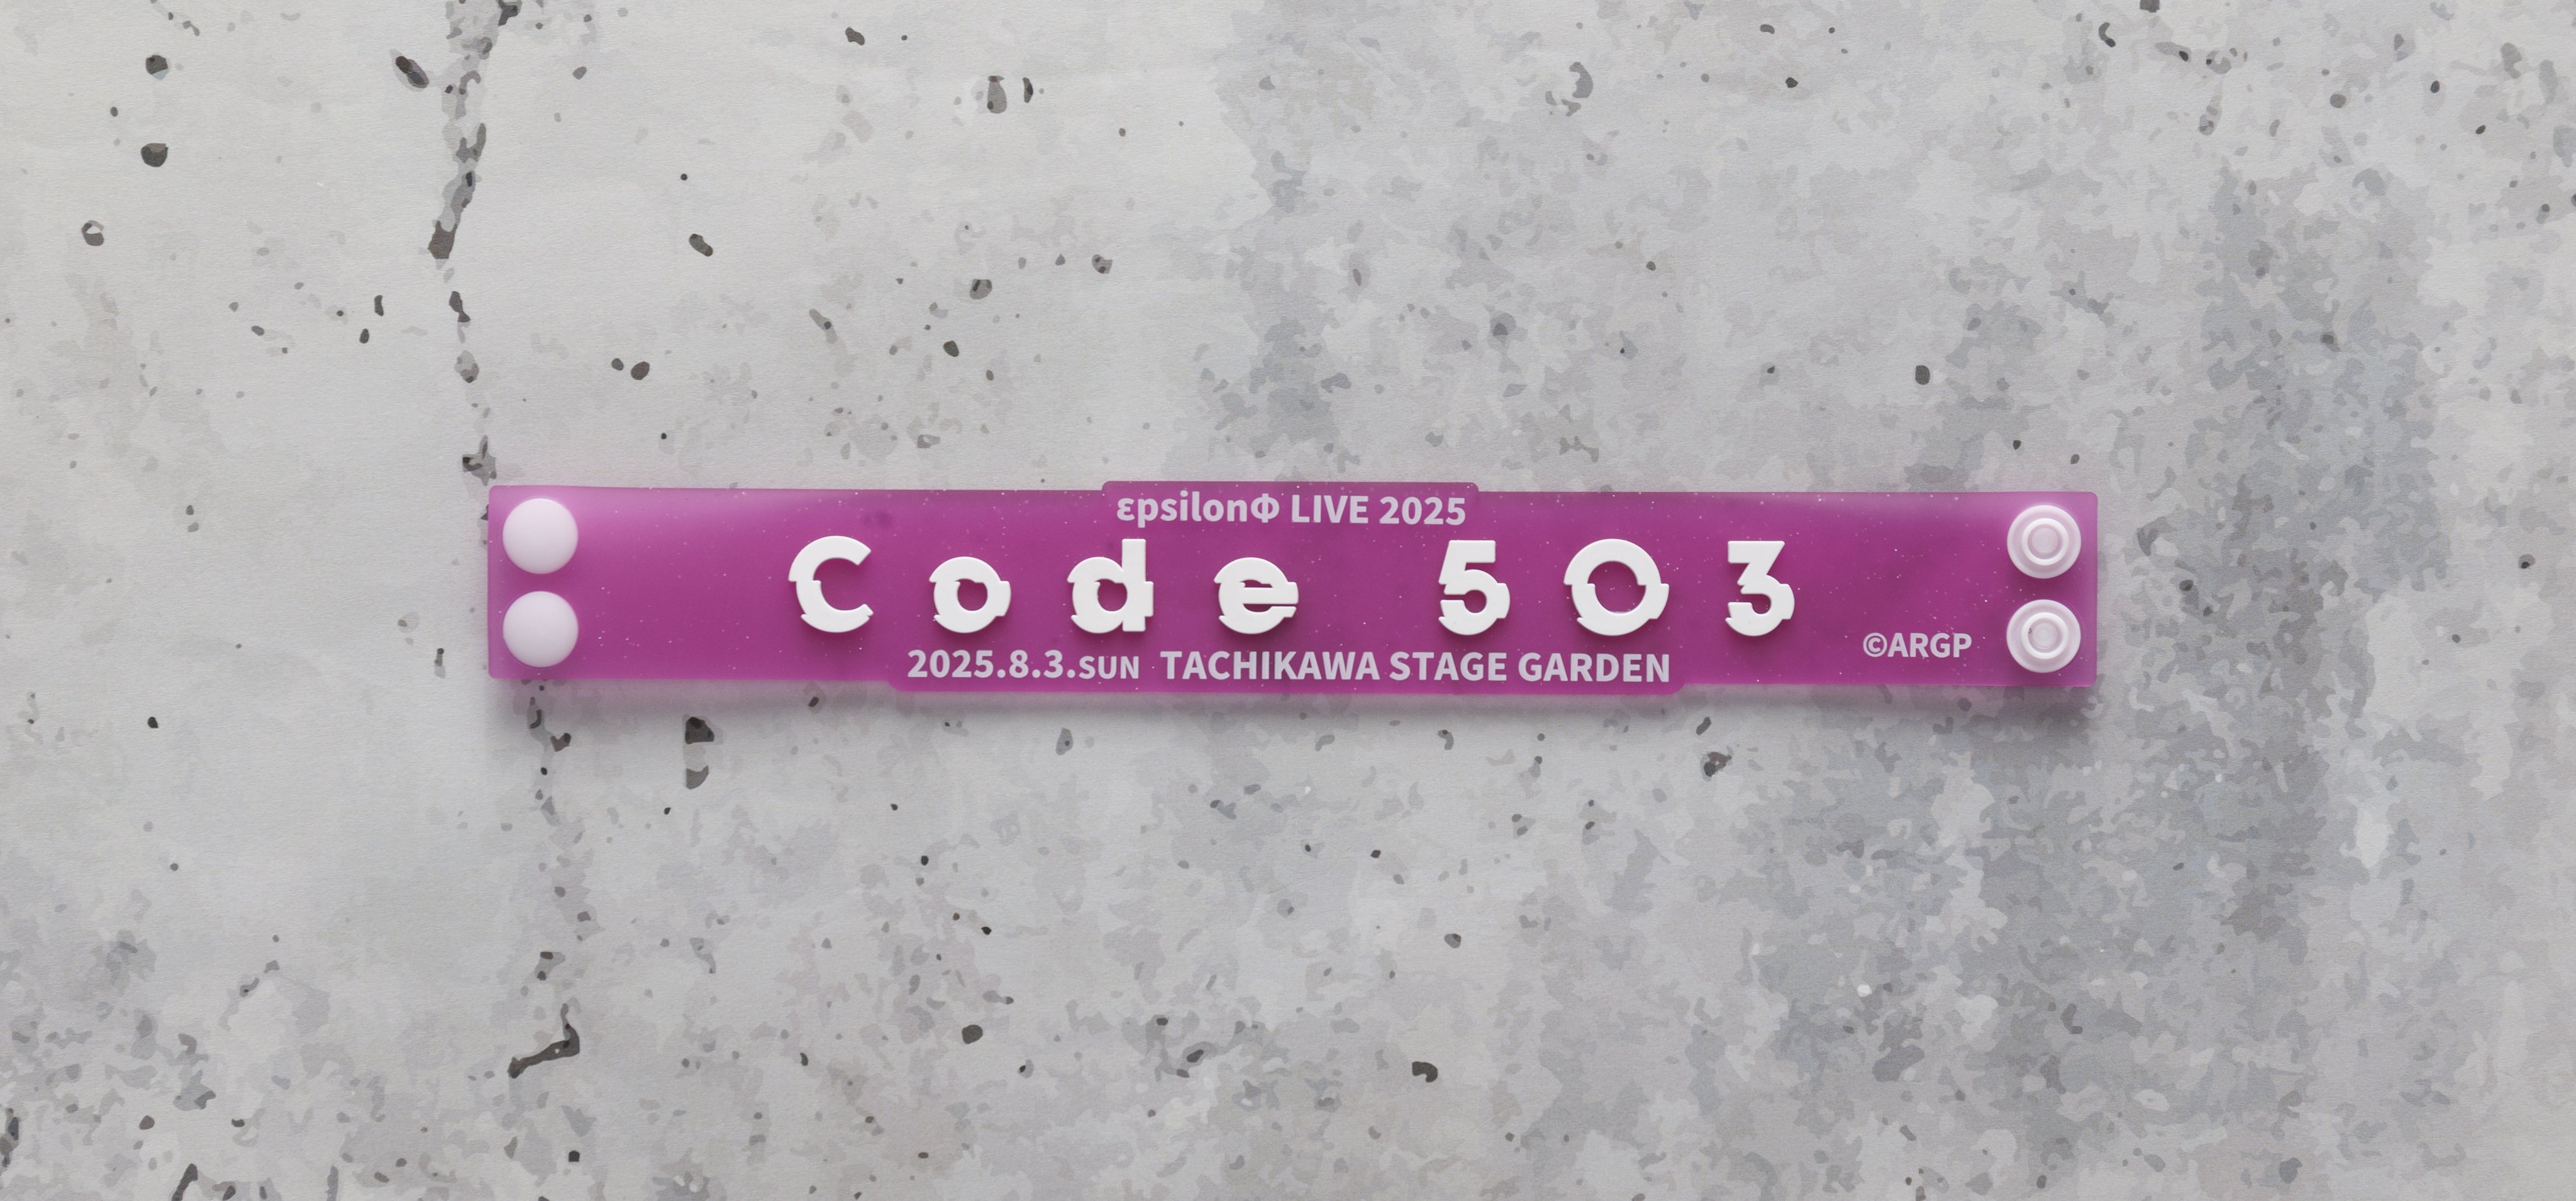 εpsilonΦ LIVE 2025
Code 503
2025.8.3.SUN TACHIKAWA STAGE GARDEN
©ARGP